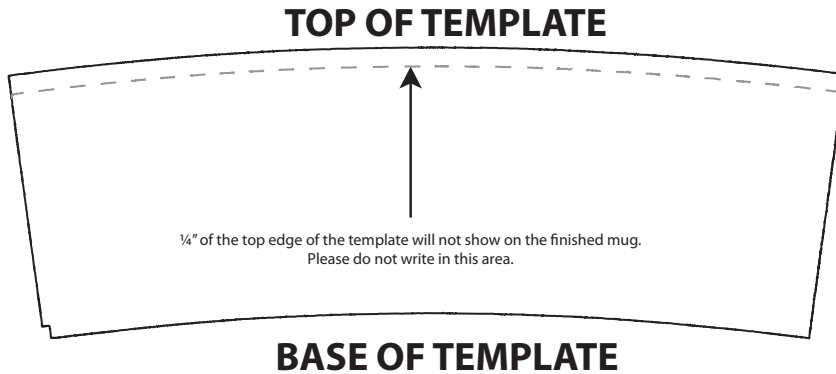 TOP OF TEMPLATE
¼” of the top edge of the template will not show on the finished mug.
Please do not write in this area.
BASE OF TEMPLATE